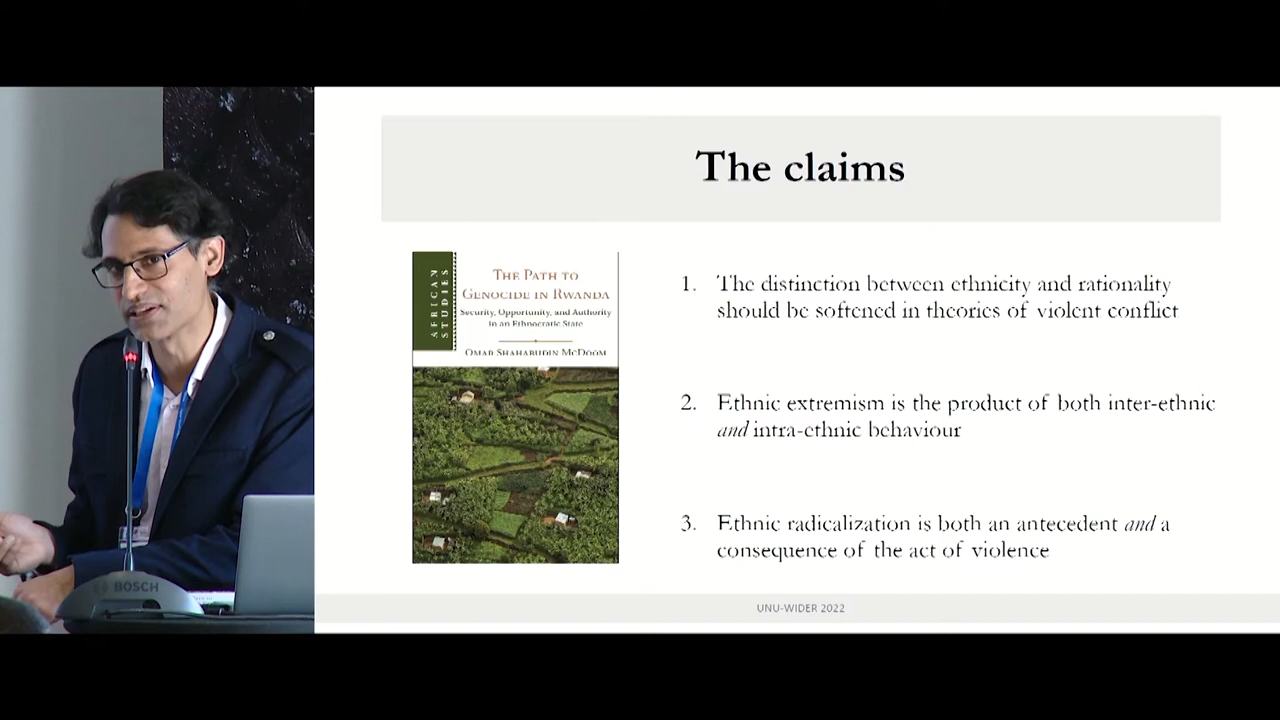 The claims
AFRICAN
STUDIES
THE PATH TO
GENOCIDE IN RWANDA
Security, Opportunity, and Authority
in an Ethnocratic State
OMAR SHAHABUDIN MCDOOM
1. The distinction between ethnicity and rationality
should be softened in theories of violent conflict
2. Ethnic extremism is the product of both inter-ethnic
and intra-ethnic behaviour
3. Ethnic radicalization is both an antecedent and a
consequence of the act of violence
BOSCH
UNU-WIDER 2022